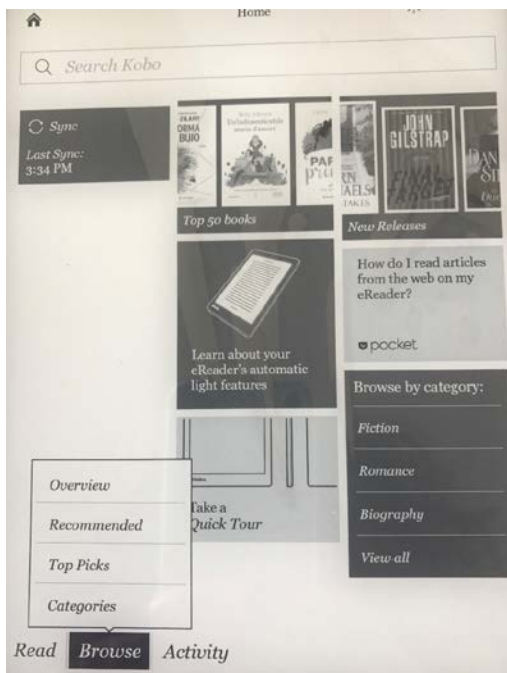 Home
Search Kobo
Sync
Last Sync:
3:34 PM
Top 50 books
JOHN
GILSTRAP
FINAL
TARGET
New Releases
Learn about your
eReader's automatic
light features
How do I read articles
from the web on my
eReader?
pocket
Browse by category:
Fiction
Romance
Biography
View all
Take a
Quick Tour
Overview
Recommended
Top Picks
Categories
Read Browse Activity